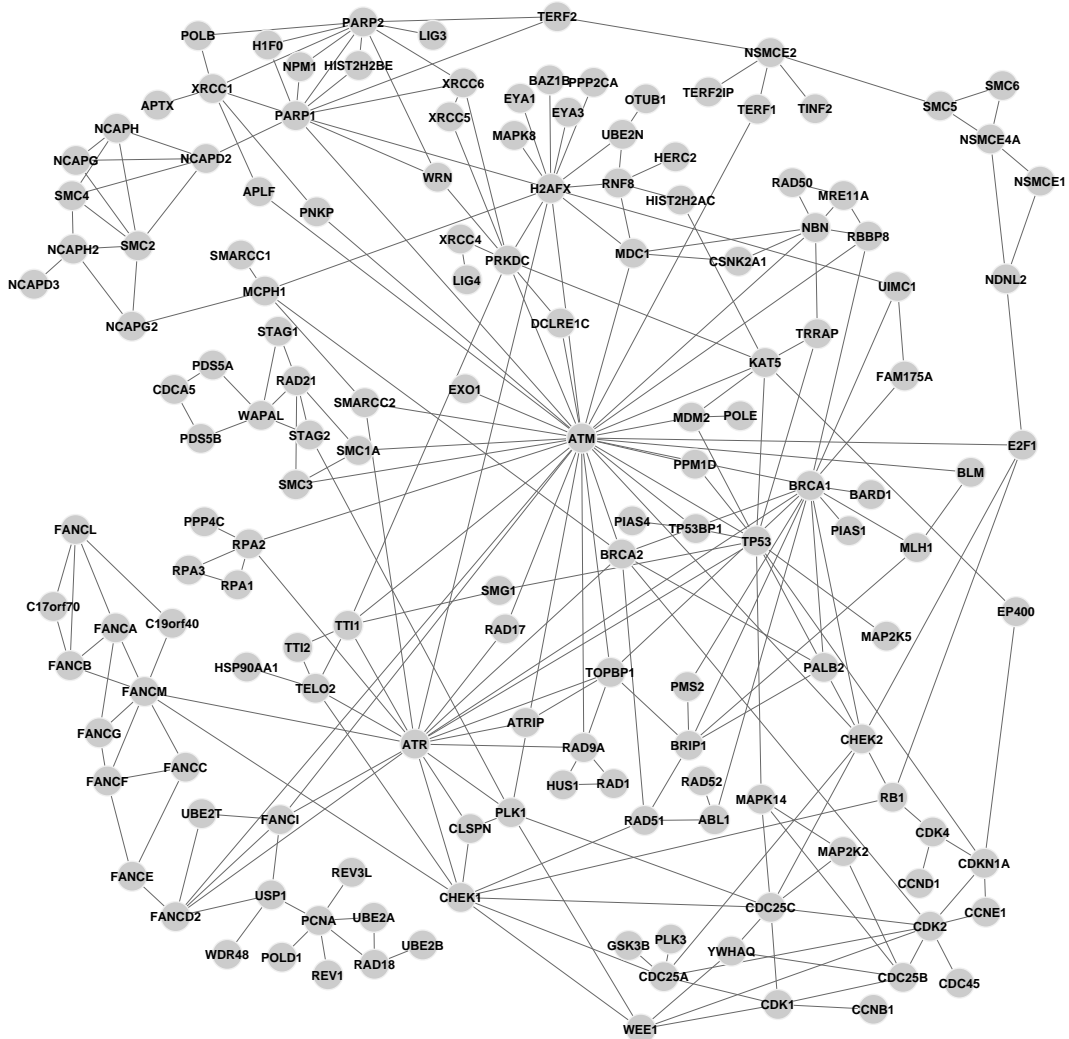 TERF2
PARP2
LIG3
POLB
H1F0
NPM1
HIST2H2BE
NSMCE2
XRCC6
BAZ1B
PPP2CA
EYA1
OTUB1
TERF2IP
TINF2
TERF1
SMC6
SMC5
XRCC1
APTX
PARP1
XRCC5
EYA3
MAPK8
UBE2N
NSMCE4A
NCAPH
NCAPG
NCAPD2
HERC2
WRN
H2AFX
RNF8
HIST2H2AC
RAD50
MRE11A
NSMCE1
SMC4
APLF
PNKP
NBN
RBBP8
NCAPH2
SMC2
XRCC4
PRKDC
MDC1
CSNK2A1
SMARCC1
LIG4
NCAPD3
MCPH1
UIMC1
NDNL2
NCAPG2
STAG1
DCLRE1C
TRRAP
PDS5A
KAT5
FAM175A
CDCA5
RAD21
EXO1
SMARCC2
WAPAL
MDM2
POLE
PDS5B
STAG2
SMC1A
ATM
E2F1
PPM1D
BLM
SMC3
BRCA1
BARD1
PPP4C
PIAS4
TP53BP1
PIAS1
FANCL
RPA2
TP53
MLH1
BRCA2
RPA3
RPA1
SMG1
C17orf70
FANCA
C19orf40
TTI1
RAD17
MAP2K5
EP400
TTI2
FANCB
HSP90AA1
TELO2
TOPBP1
PMS2
PALB2
FANCM
ATRIP
FANCG
ATR
RAD9A
BRIP1
CHEK2
FANCF
FANCC
HUS1
RAD1
RAD52
MAPK14
RB1
UBE2T
FANCI
CLSPN
PLK1
RAD51
ABL1
CDK4
MAP2K2
CDKN1A
FANCE
REV3L
CCND1
FANCD2
USP1
CHEK1
CDC25C
CCNE1
PCNA
UBE2A
CDK2
WDR48
POLD1
UBE2B
GSK3B
PLK3
YWHAQ
REV1
RAD18
CDC25A
CDC25B
CDC45
CDK1
CCNB1
WEE1